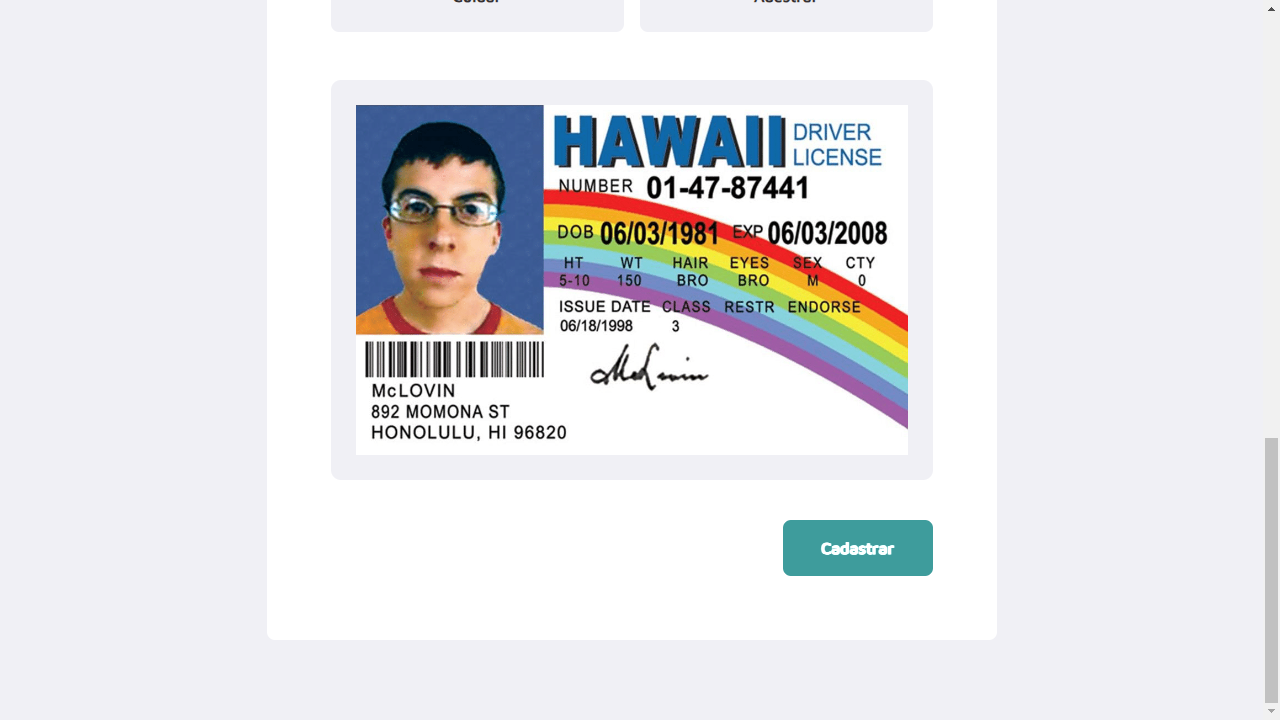 HAWAII DRIVER
LICENSE
NUMBER 01-47-87441
DOB 06/03/1981 EXP 06/03/2008
HT WT HAIR EYES SEX CTY
5-10 150 BRO BRO M 0
ISSUE DATE CLASS RESTR ENDORSE
06/18/1998 3
McLovin
McLOVIN
892 MOMONA ST
HONOLULU, HI 96820
Cadastrar